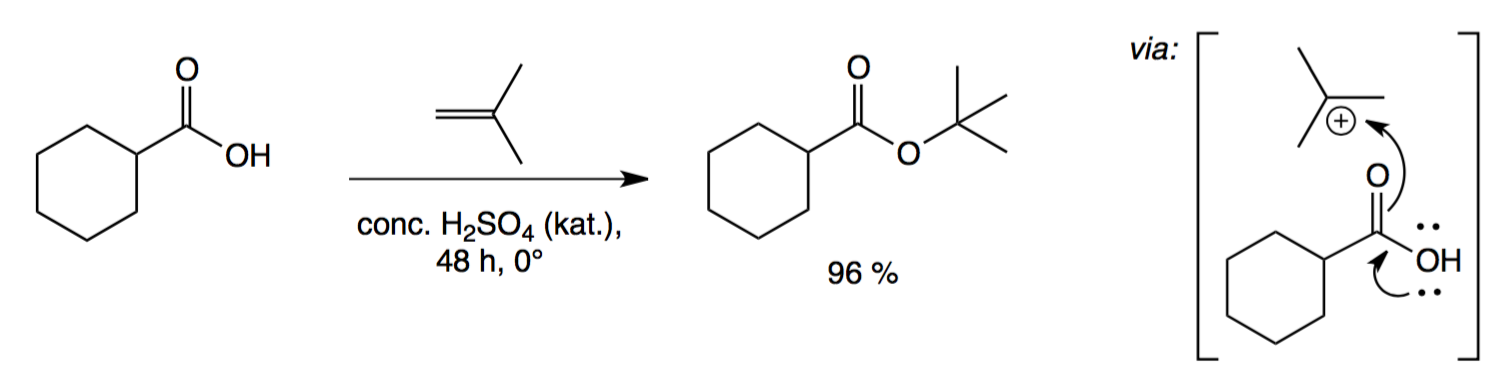 O
OH
conc. H₂SO₄ (kat.),
48 h, 0°
O
O
96 %
via:
+
O
OH